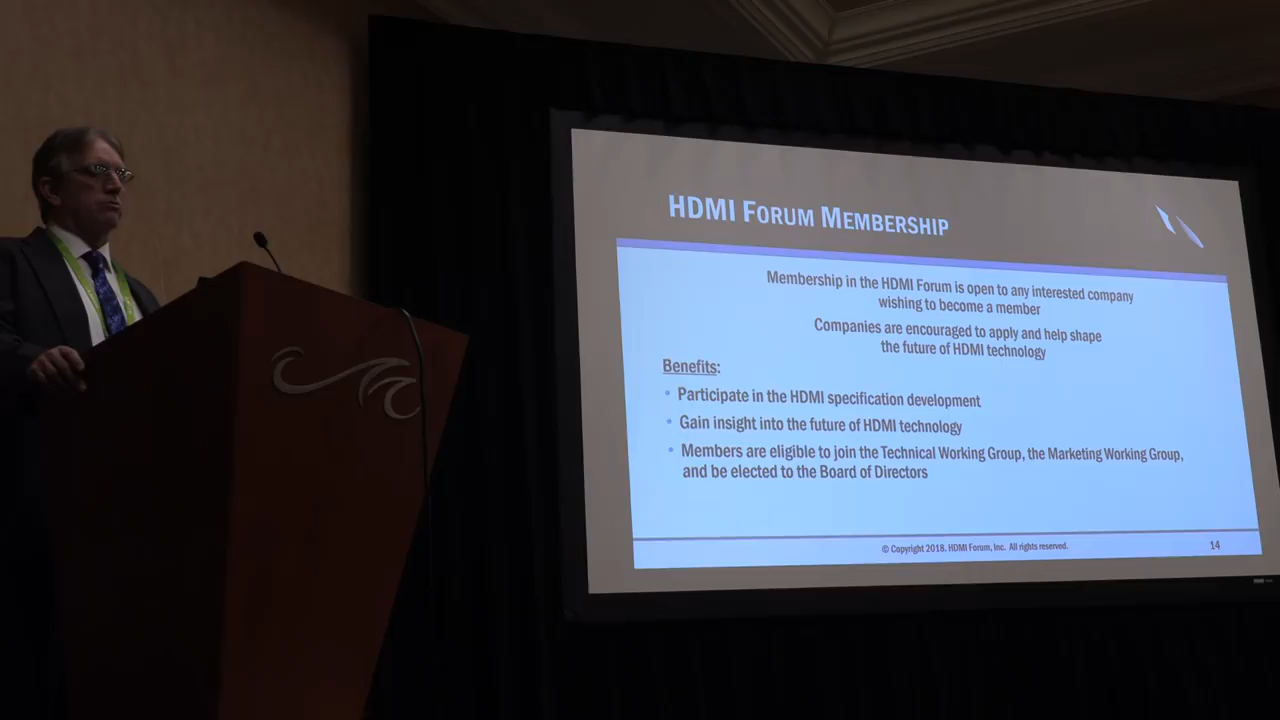 HDMI FORUM MEMBERSHIP
Membership in the HDMI Forum is open to any interested company
wishing to become a member
Companies are encouraged to apply and help shape
the future of HDMI technology
Benefits:
• Participate in the HDMI specification development
• Gain insight into the future of HDMI technology
• Members are eligible to join the Technical Working Group, the Marketing Working Group,
and be elected to the Board of Directors
© Copyright 2018. HDMI Forum, Inc. All rights reserved.
14